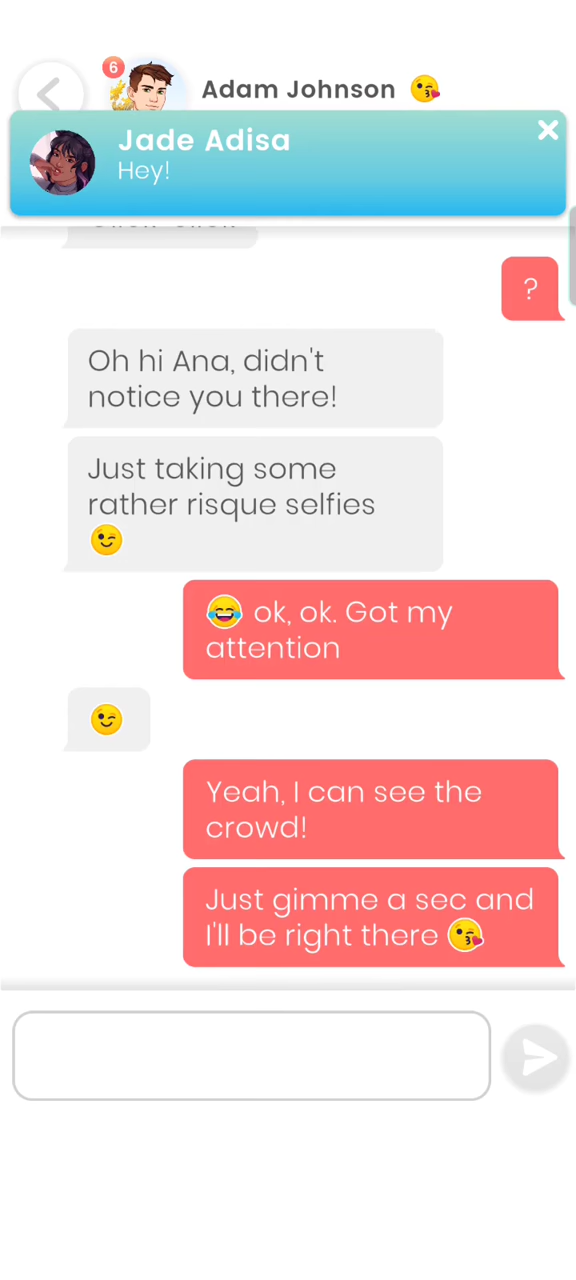 6
Adam Johnson 😘
Jade Adisa
Hey!
?
Oh hi Ana, didn't
notice you there!
Just taking some
rather risque selfies
😉
😂 ok, ok. Got my
attention
😉
Yeah, I can see the
crowd!
Just gimme a sec and
I'll be right there 😘